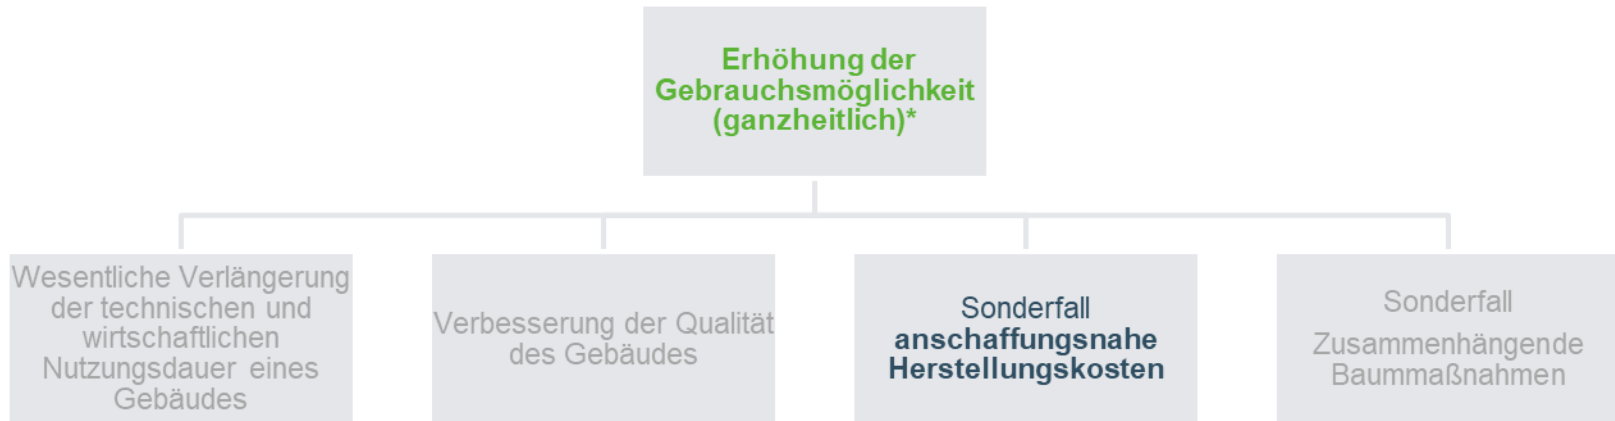 Erhöhung der
Gebrauchsmöglichkeit
(ganzheitlich)*
Wesentliche Verlängerung
der technischen und
wirtschaftlichen
Nutzungsdauer eines
Gebäudes
Verbesserung der Qualität
des Gebäudes
Sonderfall
anschaffungsnahe
Herstellungskosten
Sonderfall
Zusammenhängende
Baummaßnahmen